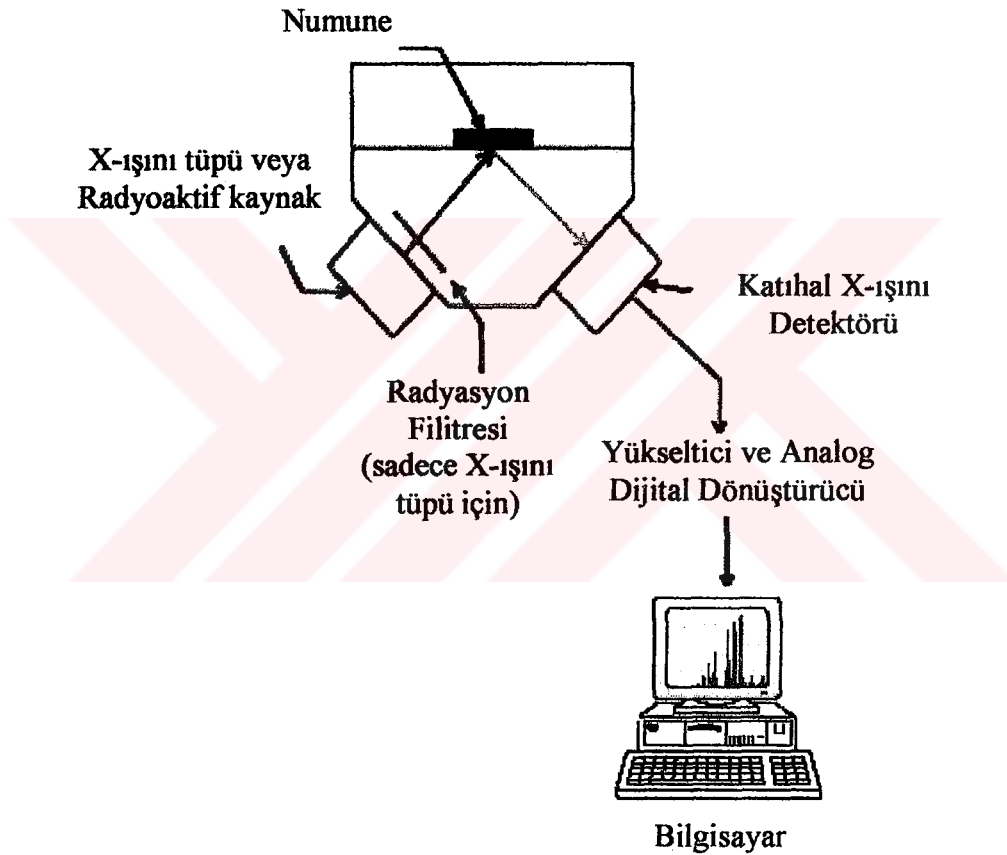 Numune
X-ışını tüpü veya
Radyoaktif kaynak
Katıhal X-ışını
Detektörü
Radyasyon
Filitresi
(sadece X-ışını
tüpü için)
Yükseltici ve Analog
Dijital Dönüştürücü
Bilgisayar